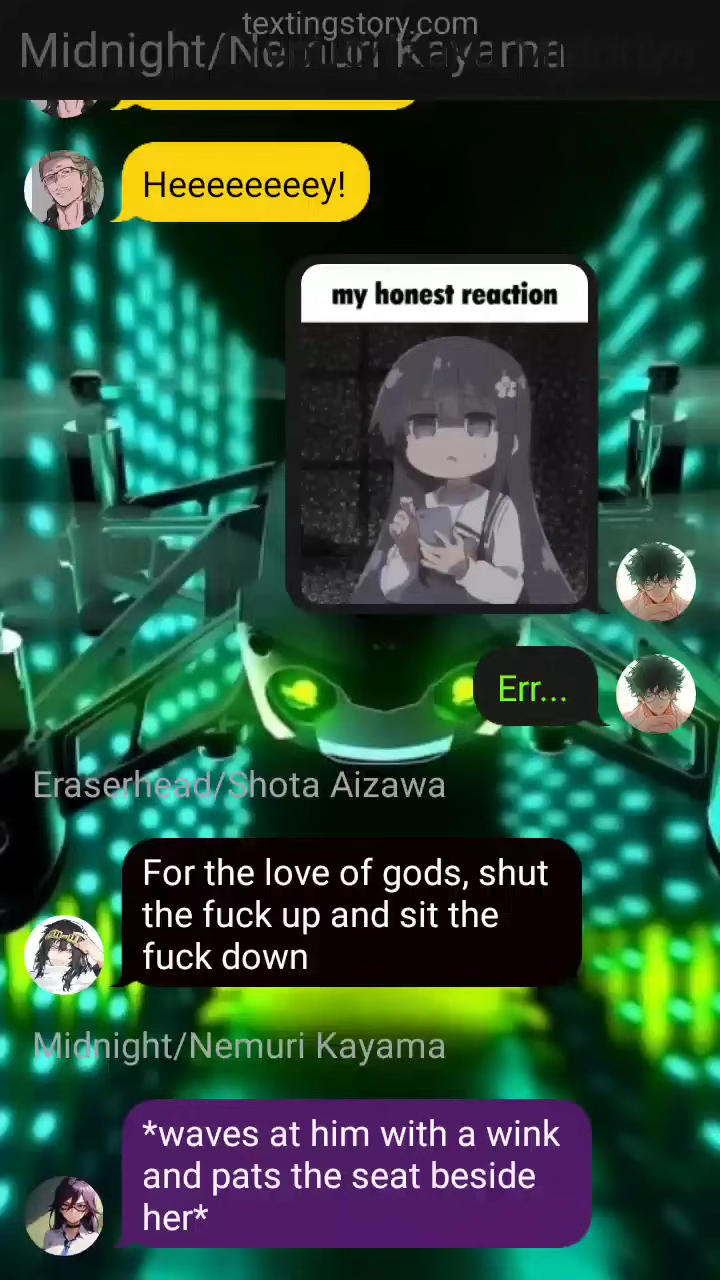 textingstory.com
Midnight/Nemuri Kayama
Heeeeeeeey!
my honest reaction
Err...
Eraserhead/Shota Aizawa
For the love of gods, shut
the fuck up and sit the
fuck down
Midnight/Nemuri Kayama
*waves at him with a wink
and pats the seat beside
her*